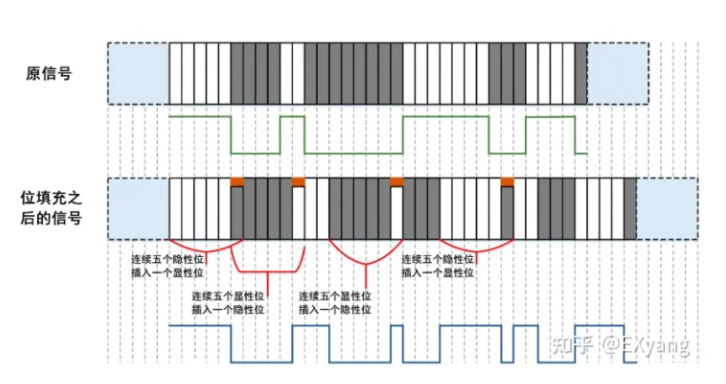 原信号
位填充之
后的信号
连续五个隐性位
插入一个显性位
连续五个显性位
插入一个隐性位
连续五个显性位
插入一个隐性位
连续五个隐性位
插入一个显性位
知乎 @EXyang